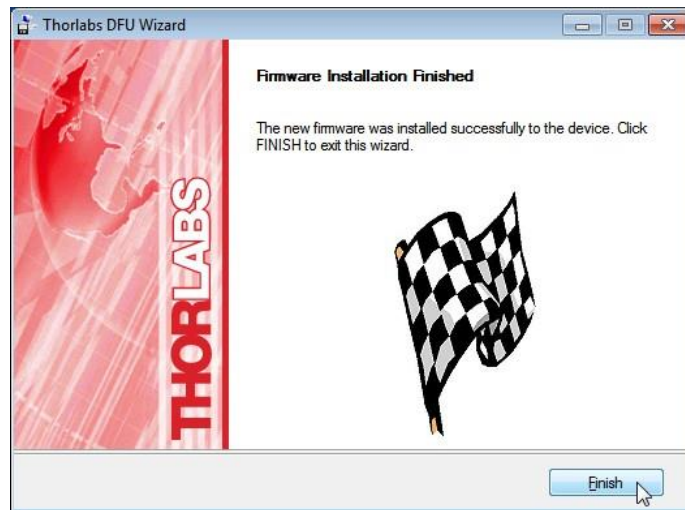 Thorlabs DFU Wizard
Firmware Installation Finished
The new firmware was installed successfully to the device. Click
FINISH to exit this wizard.
THORLABS
Finish